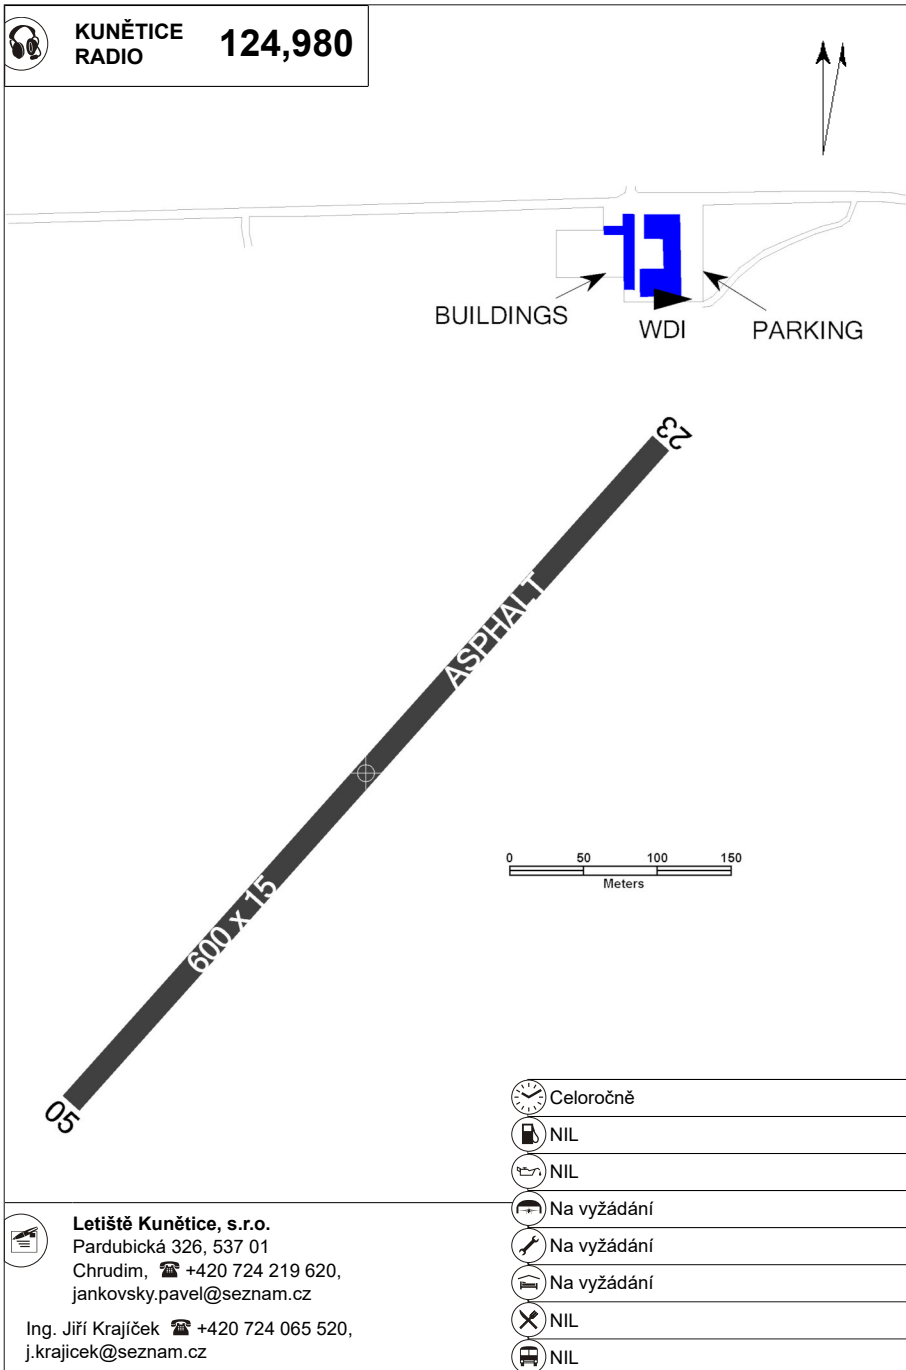 KUNĚTICE
RADIO
124,980
BUILDINGS
WDI
PARKING
23
ASPHALT
600 x 15
05
0 50 100 150
Meters
Celoročně
NIL
NIL
Na vyžádání
Na vyžádání
Na vyžádání
NIL
NIL
Letiště Kunětice, s.r.o.
Pardubická 326, 537 01
Chrudim, ☎ +420 724 219 620,
jankovsky.pavel@seznam.cz
Ing. Jiří Krajíček ☎ +420 724 065 520,
j.krajicek@seznam.cz